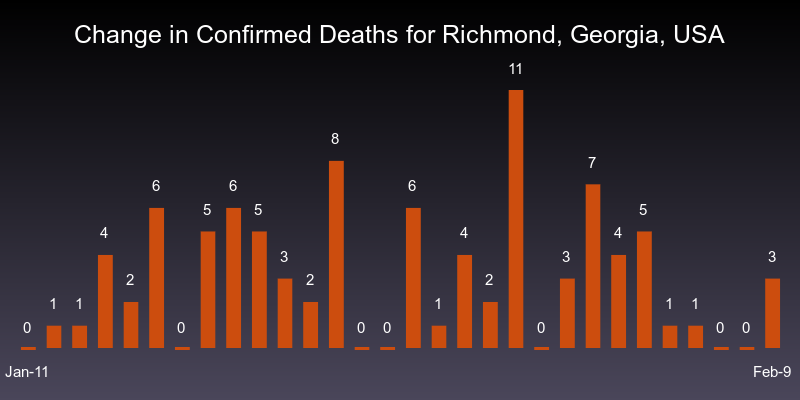 Change in Confirmed Deaths for Richmond, Georgia, USA
0 1 1 4 2 6 0 5 6 5 3 2 8 0 0 6 1 4 2 11 0 3 7 4 5 1 1 0 0 3
Jan-11 Feb-9